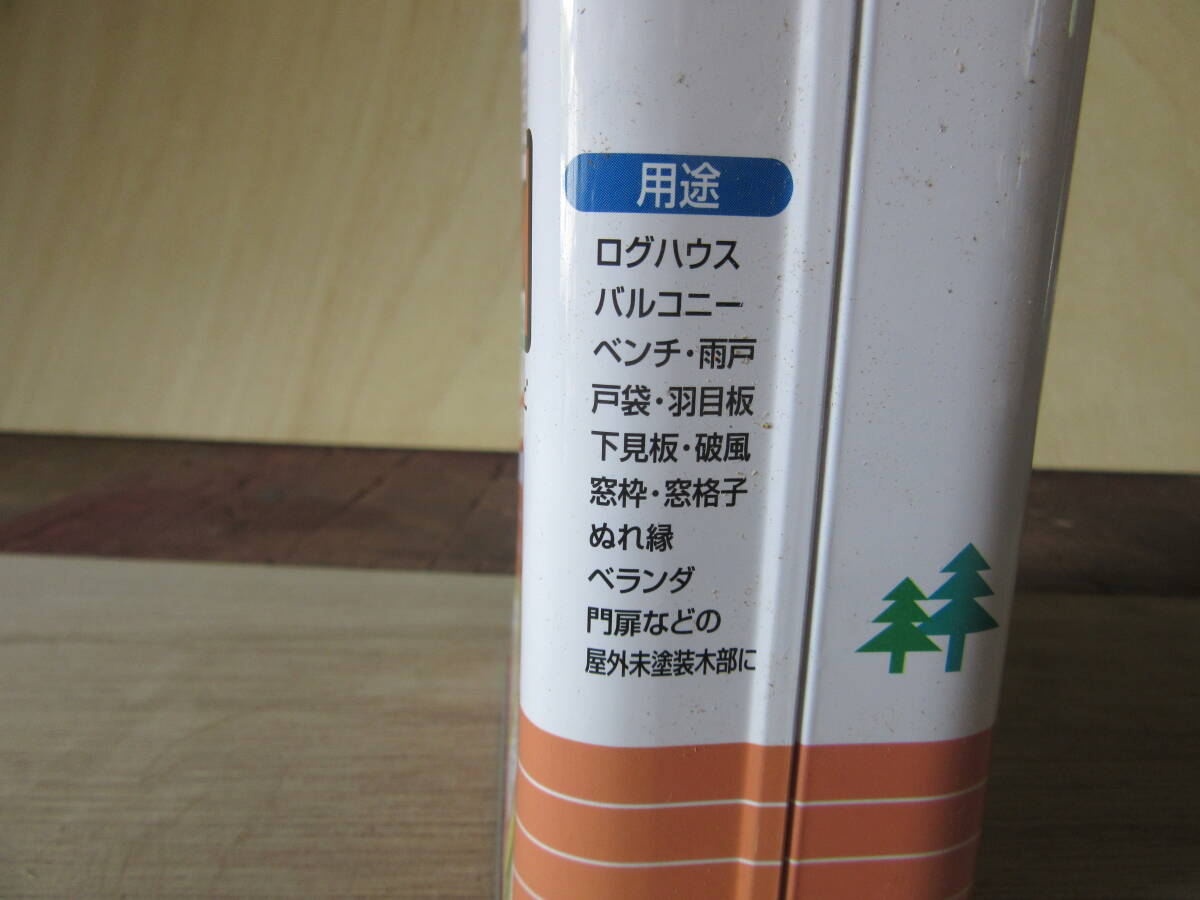 用途
ログハウス
バルコニー
ベンチ・雨戸
戸袋・羽目板
下見板・破風
窓枠・窓格子
ぬれ縁
ベランダ
門扉などの
屋外未塗装木部に